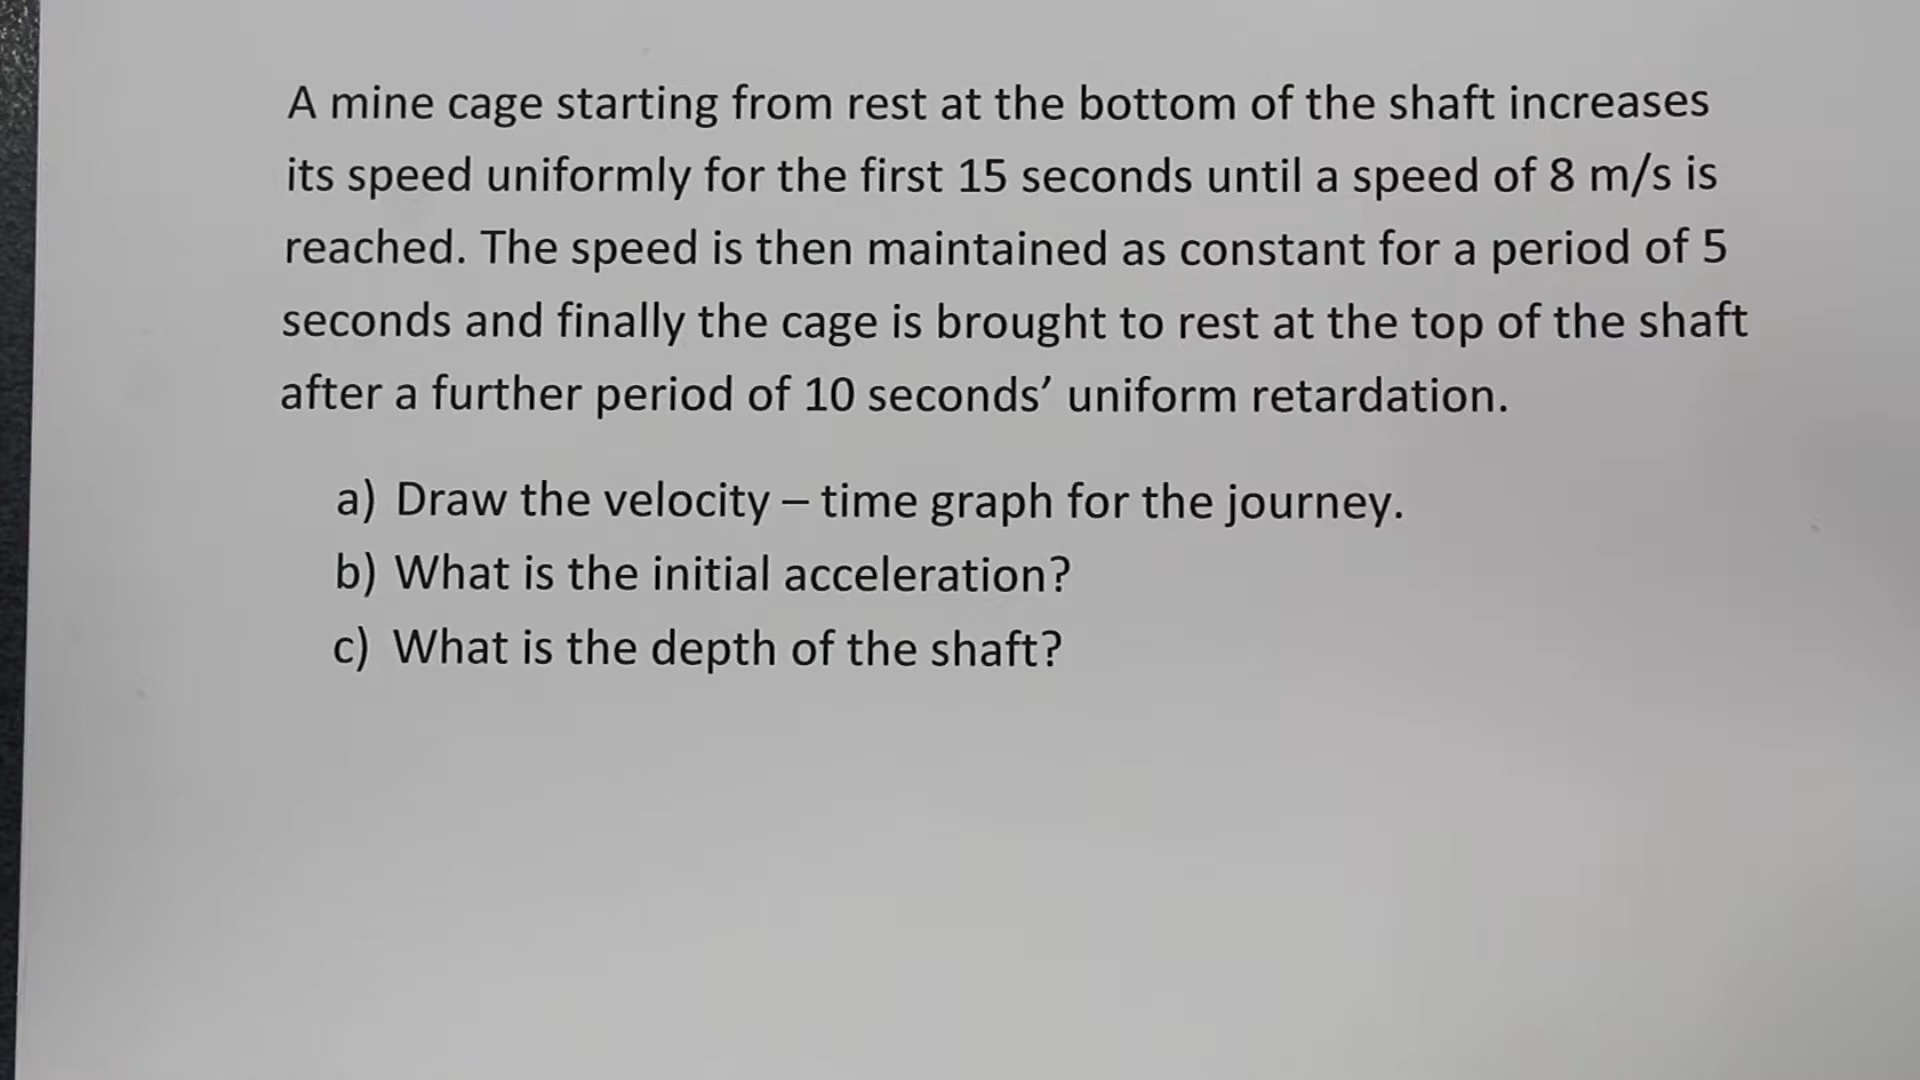 A mine cage starting from rest at the bottom of the shaft increases
its speed uniformly for the first 15 seconds until a speed of 8 m/s is
reached. The speed is then maintained as constant for a period of 5
seconds and finally the cage is brought to rest at the top of the shaft
after a further period of 10 seconds’ uniform retardation.
a) Draw the velocity – time graph for the journey.
b) What is the initial acceleration?
c) What is the depth of the shaft?